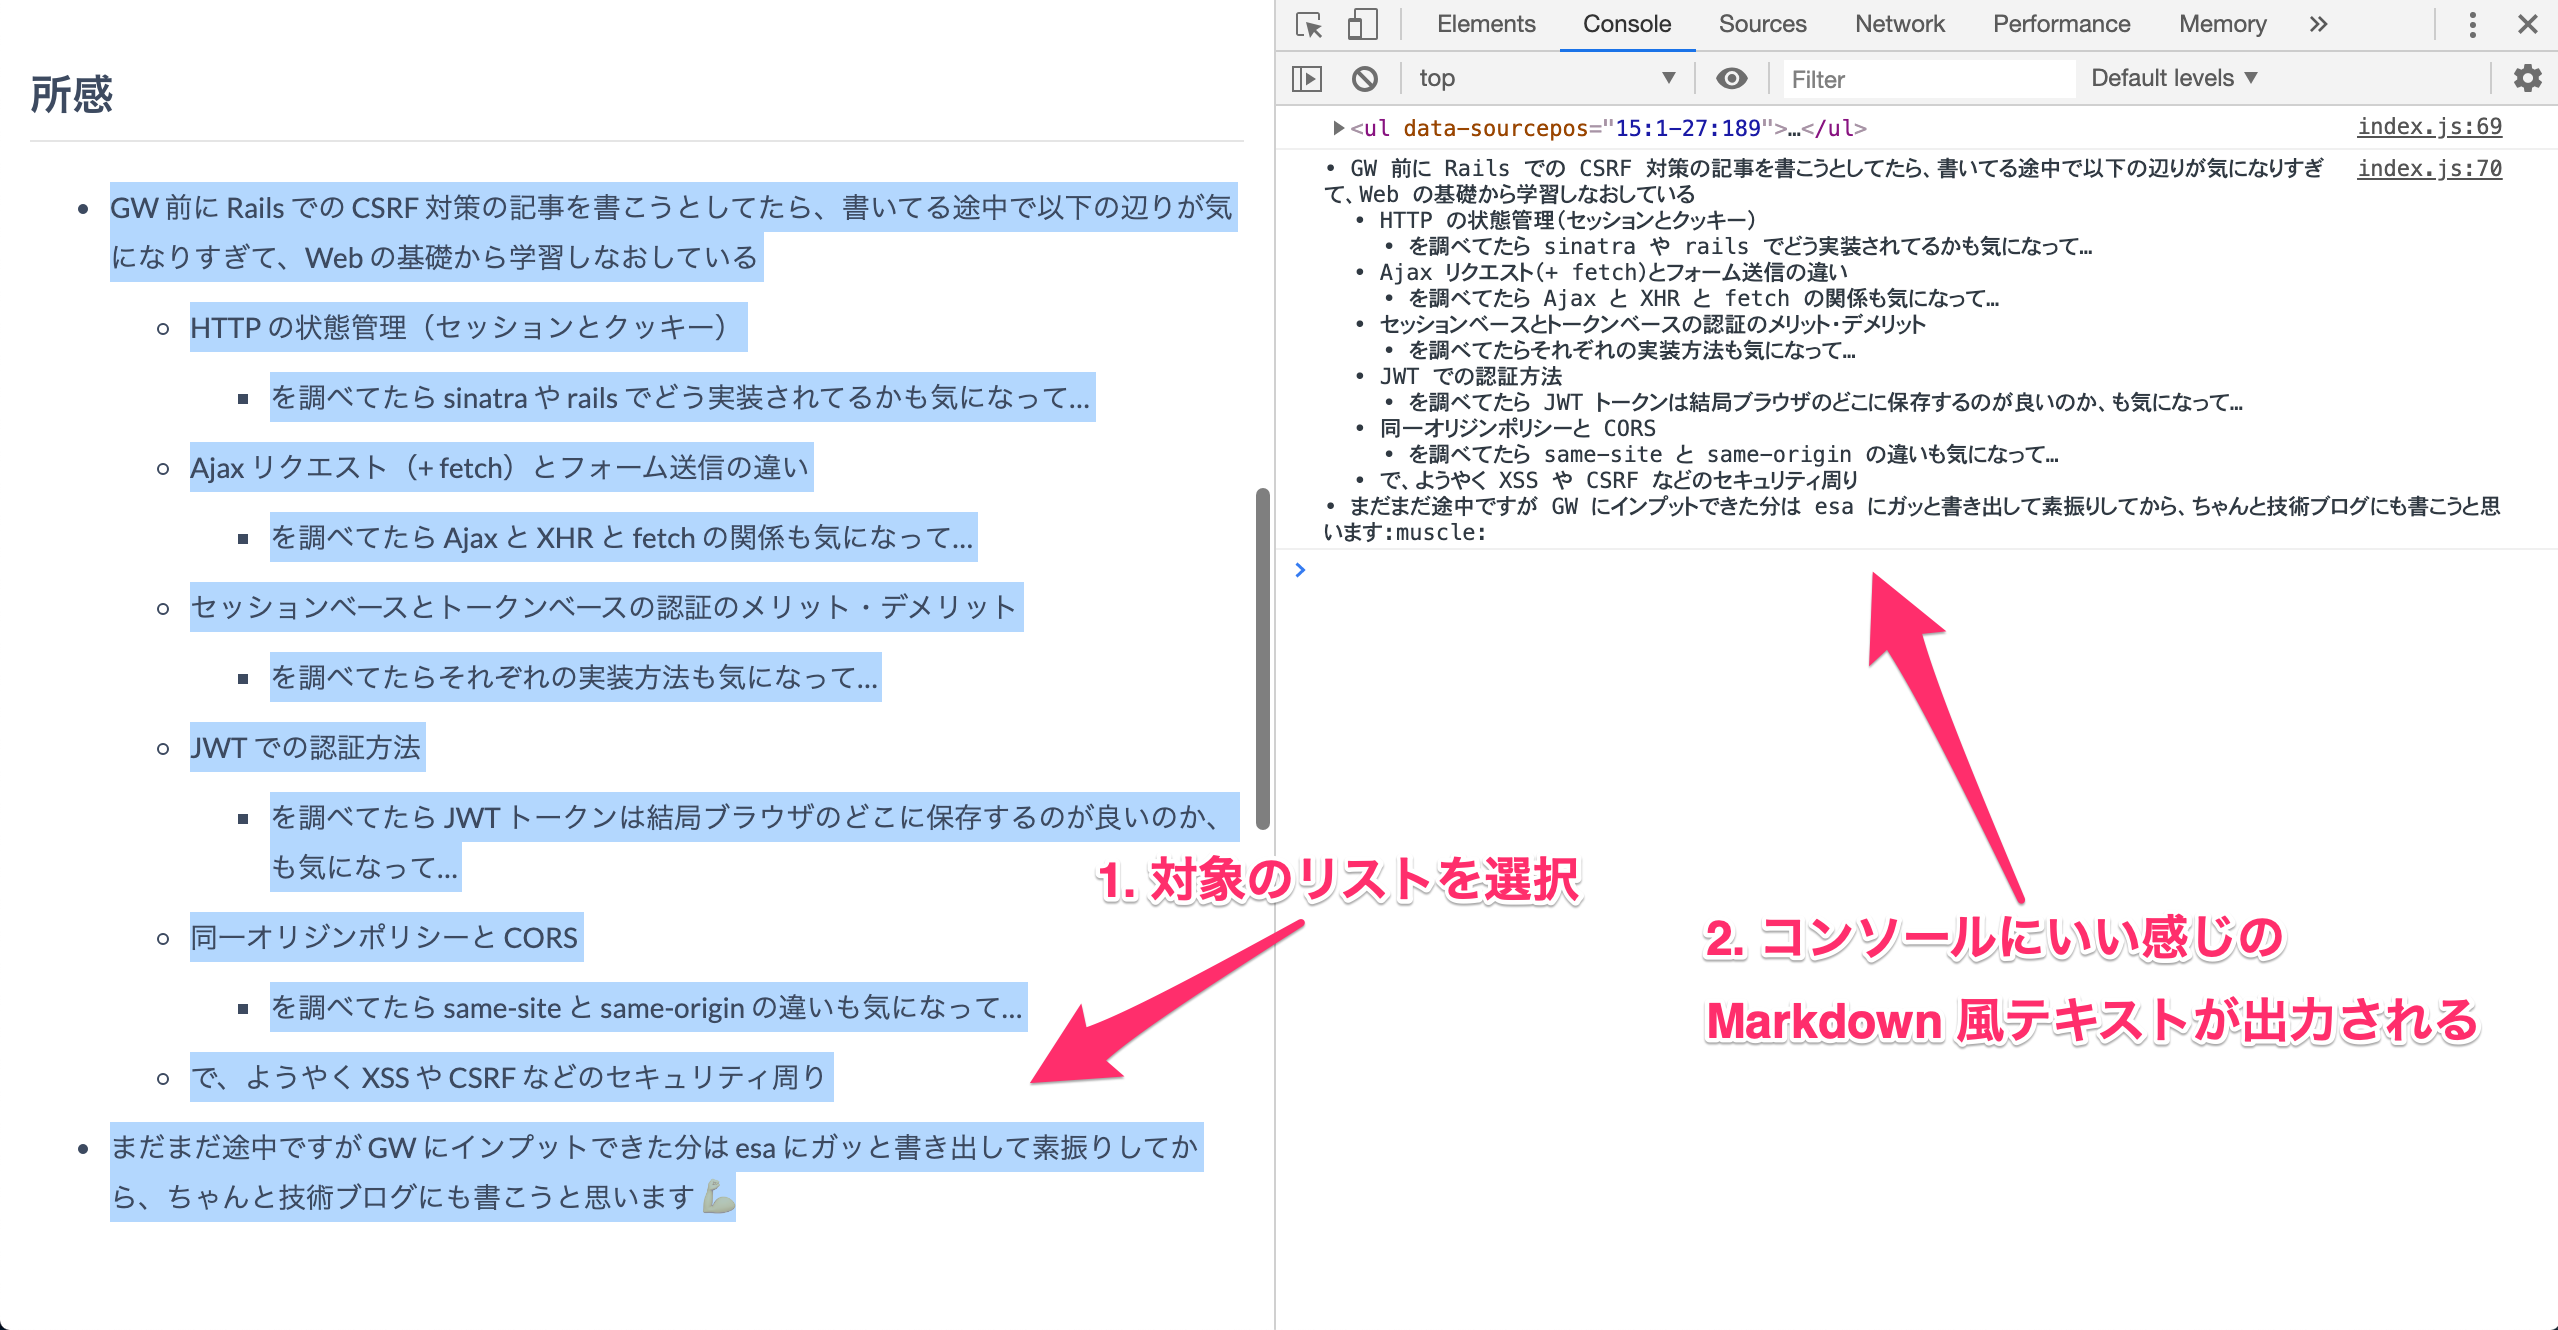 所感
• GW 前に Rails での CSRF 対策の記事を書こうとしてたら、書いてる途中で以下の辺りが気
になりすぎて、Web の基礎から学習しなおしている
○ HTTP の状態管理（セッションとクッキー）
▪ を調べてたら sinatra や rails でどう実装されてるかも気になって...
○ Ajax リクエスト（+ fetch）とフォーム送信の違い
▪ を調べてたら Ajax と XHR と fetch の関係も気になって...
○ セッションベースとトークンベースの認証のメリット・デメリット
▪ を調べてたらそれぞれの実装方法も気になって...
○ JWT での認証方法
▪ を調べてたら JWT トークンは結局ブラウザのどこに保存するのが良いのか、
も気になって...
○ 同一オリジンポリシーと CORS
▪ を調べてたら same-site と same-origin の違いも気になって...
○ で、ようやく XSS や CSRF などのセキュリティ周り
• まだまだ途中ですが GW にインプットできた分は esa にガッと書き出して素振りしてか
ら、ちゃんと技術ブログにも書こうと思います 💪
Elements Console Sources Network Performance Memory »
top Filter Default levels
<ul data-sourcepos="15:1-27:189">…</ul> index.js:69
• GW 前に Rails での CSRF 対策の記事を書こうとしてたら、書いてる途中で以下の辺りが気になりすぎ index.js:70
て、Web の基礎から学習しなおしている
• HTTP の状態管理（セッションとクッキー）
• を調べてたら sinatra や rails でどう実装されてるかも気になって...
• Ajax リクエスト(+ fetch)とフォーム送信の違い
• を調べてたら Ajax と XHR と fetch の関係も気になって...
• セッションベースとトークンベースの認証のメリット・デメリット
• を調べてたらそれぞれの実装方法も気になって...
• JWT での認証方法
• を調べてたら JWT トークンは結局ブラウザのどこに保存するのが良いのか、も気になって...
• 同一オリジンポリシーと CORS
• を調べてたら same-site と same-origin の違いも気になって...
• で、ようやく XSS や CSRF などのセキュリティ周り
• まだまだ途中ですが GW にインプットできた分は esa にガッと書き出して素振りしてから、ちゃんと技術ブログにも書こうと思
います:muscle:
1. 対象のリストを選択
2. コンソールにいい感じの
Markdown 風テキストが出力される